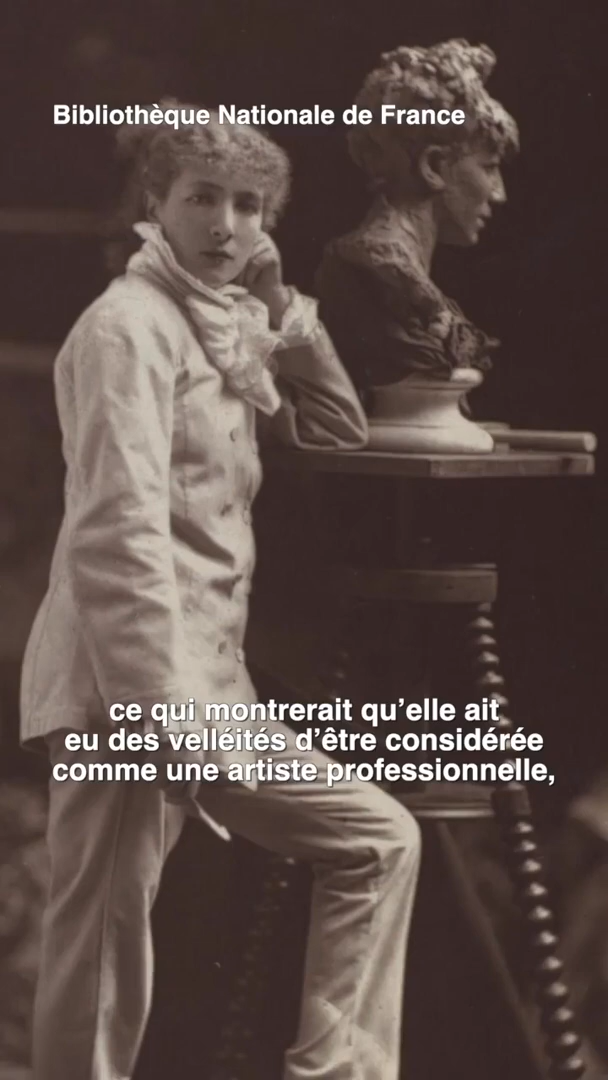 Bibliothèque Nationale de France
ce qui montrerait qu’elle ait
eu des velléités d’être considérée
comme une artiste professionnelle,